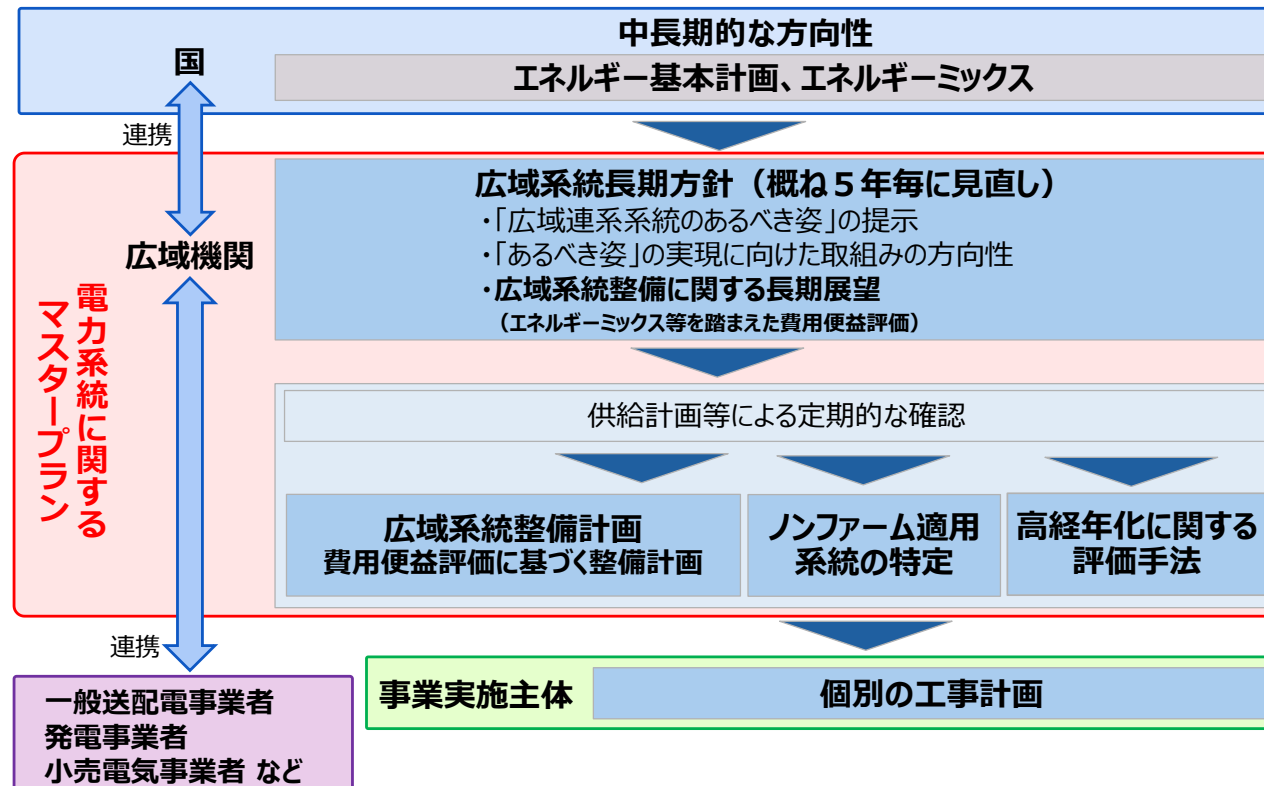 中長期的な方向性
国
エネルギー基本計画、エネルギーミックス
連携
広域系統長期方針（概ね５年毎に見直し）
・「広域連系系統のあるべき姿」の提示
・「あるべき姿」の実現に向けた取組みの方向性
・広域系統整備に関する長期展望
（エネルギーミックス等を踏まえた費用便益評価）
広域機関
電力系統に関する
マスタープラン
供給計画等による定期的な確認
広域系統整備計画
費用便益評価に基づく整備計画
ノンファーム適用
系統の特定
高経年化に関する
評価手法
連携
事業実施主体
個別の工事計画
一般送配電事業者
発電事業者
小売電気事業者 など